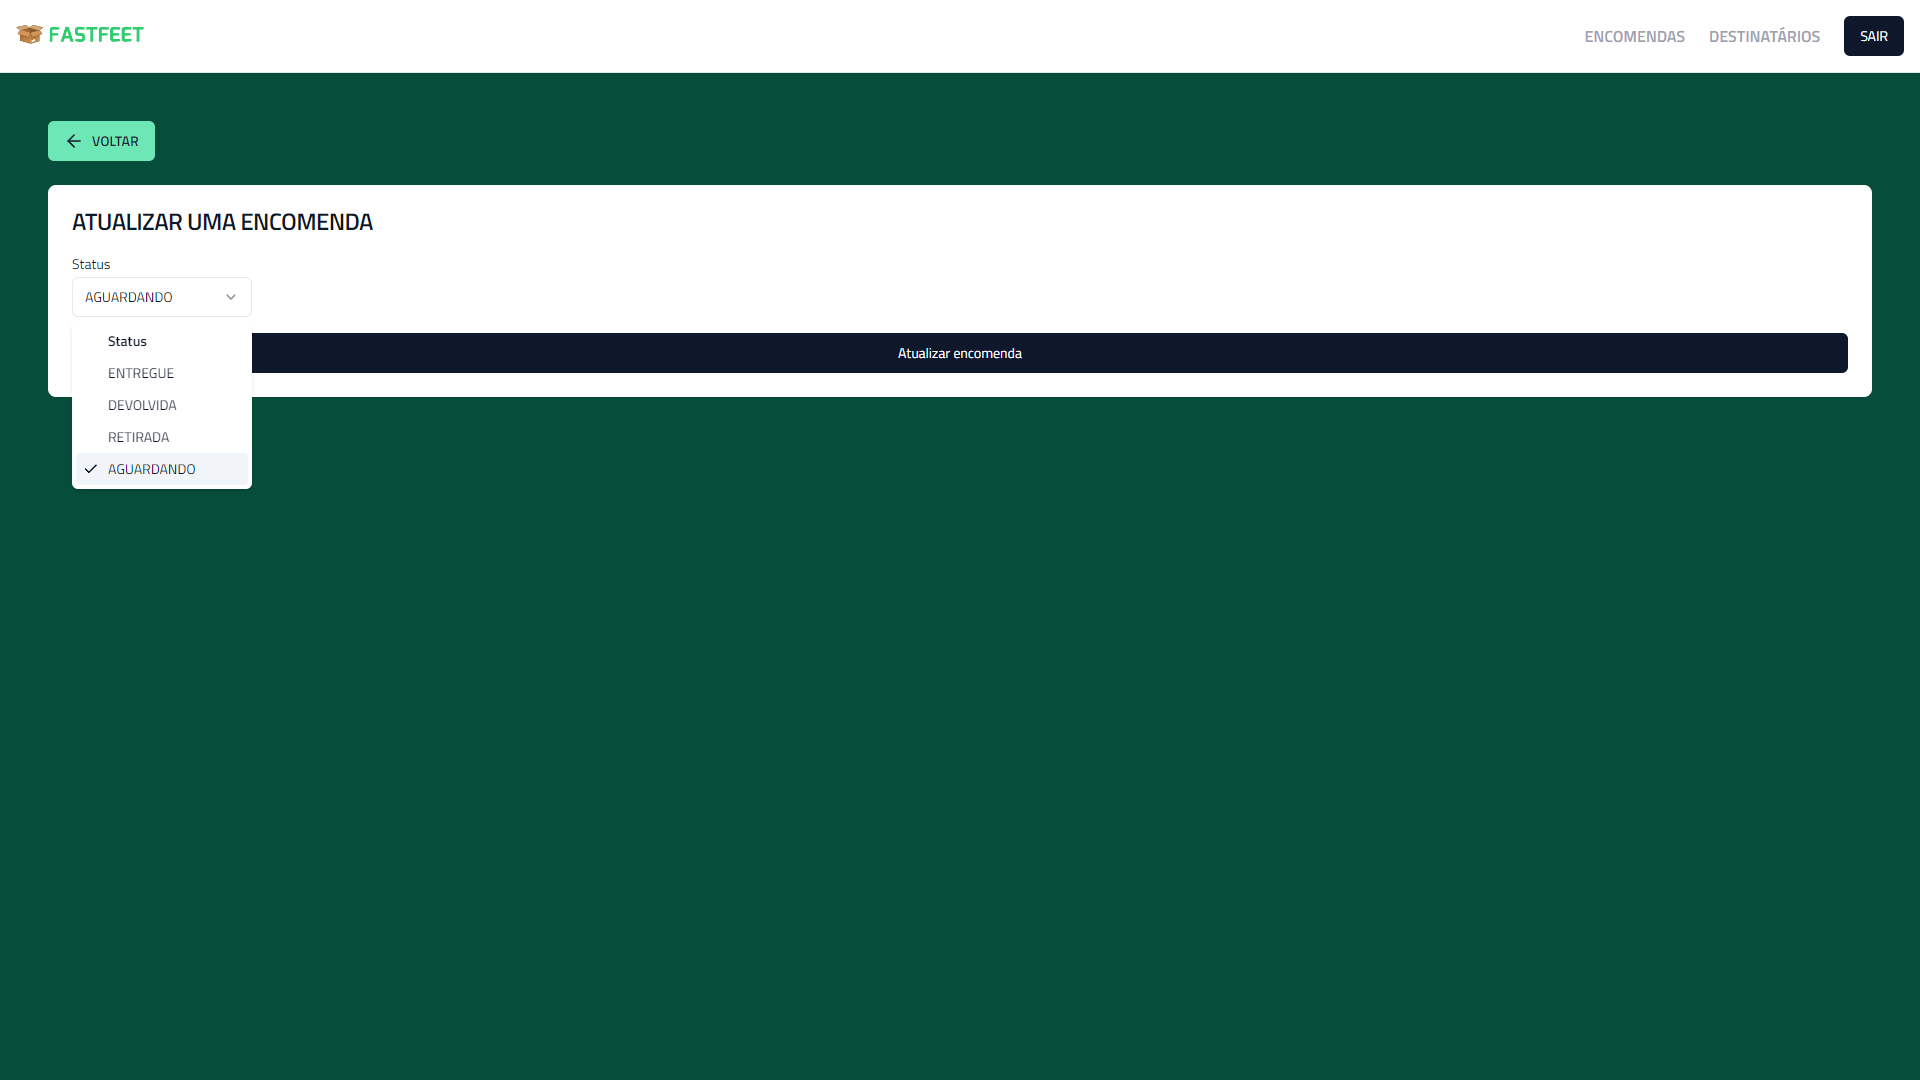 FASTFEET
ENCOMENDAS DESTINATÁRIOS SAIR
VOLTAR
ATUALIZAR UMA ENCOMENDA
Status
AGUARDANDO
Status
Atualizar encomenda
ENTREGUE
DEVOLVIDA
RETIRADA
AGUARDANDO